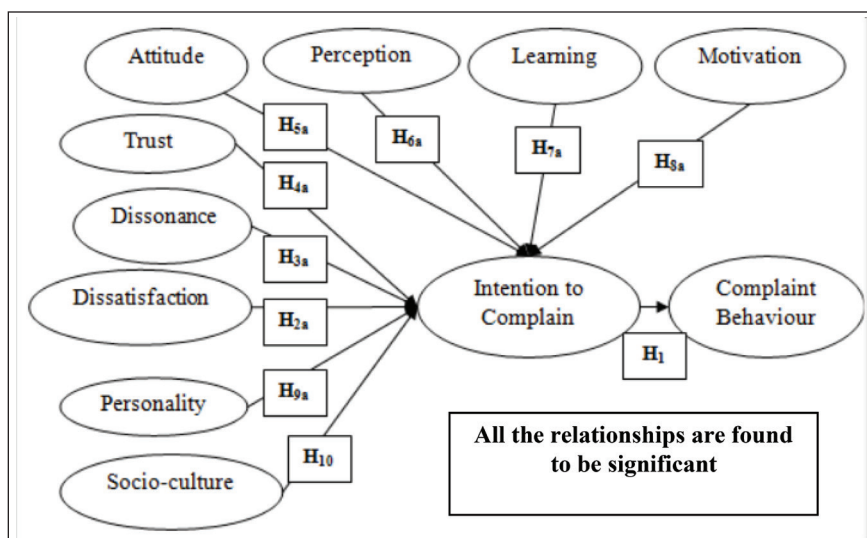 Attitude
Perception
Learning
Motivation
H5a
H6a
H7a
H8a
Trust
H4a
Dissonance
H3a
Dissatisfaction
H2a
Intention to
Complain
Complaint
Behaviour
H1
Personality
H9a
Socio-culture
H10
All the relationships are found
to be significant